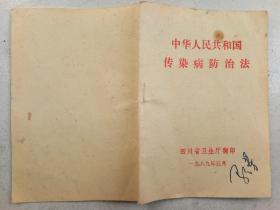 中华人民共和国
传染病防治法
四川省卫生厅翻印
一九八九年五月